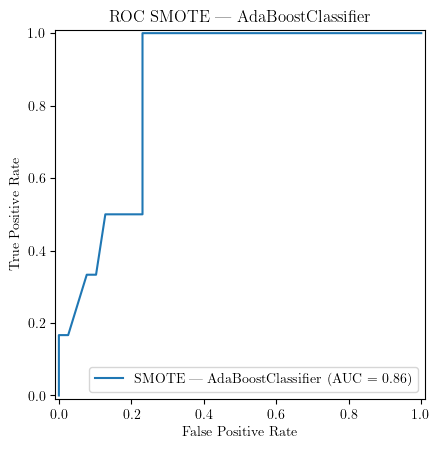 ROC SMOTE — AdaBoostClassifier
1.0
0.8
0.6
0.4
0.2
0.0
True Positive Rate
SMOTE — AdaBoostClassifier (AUC = 0.86)
0.0 0.2 0.4 0.6 0.8 1.0
False Positive Rate